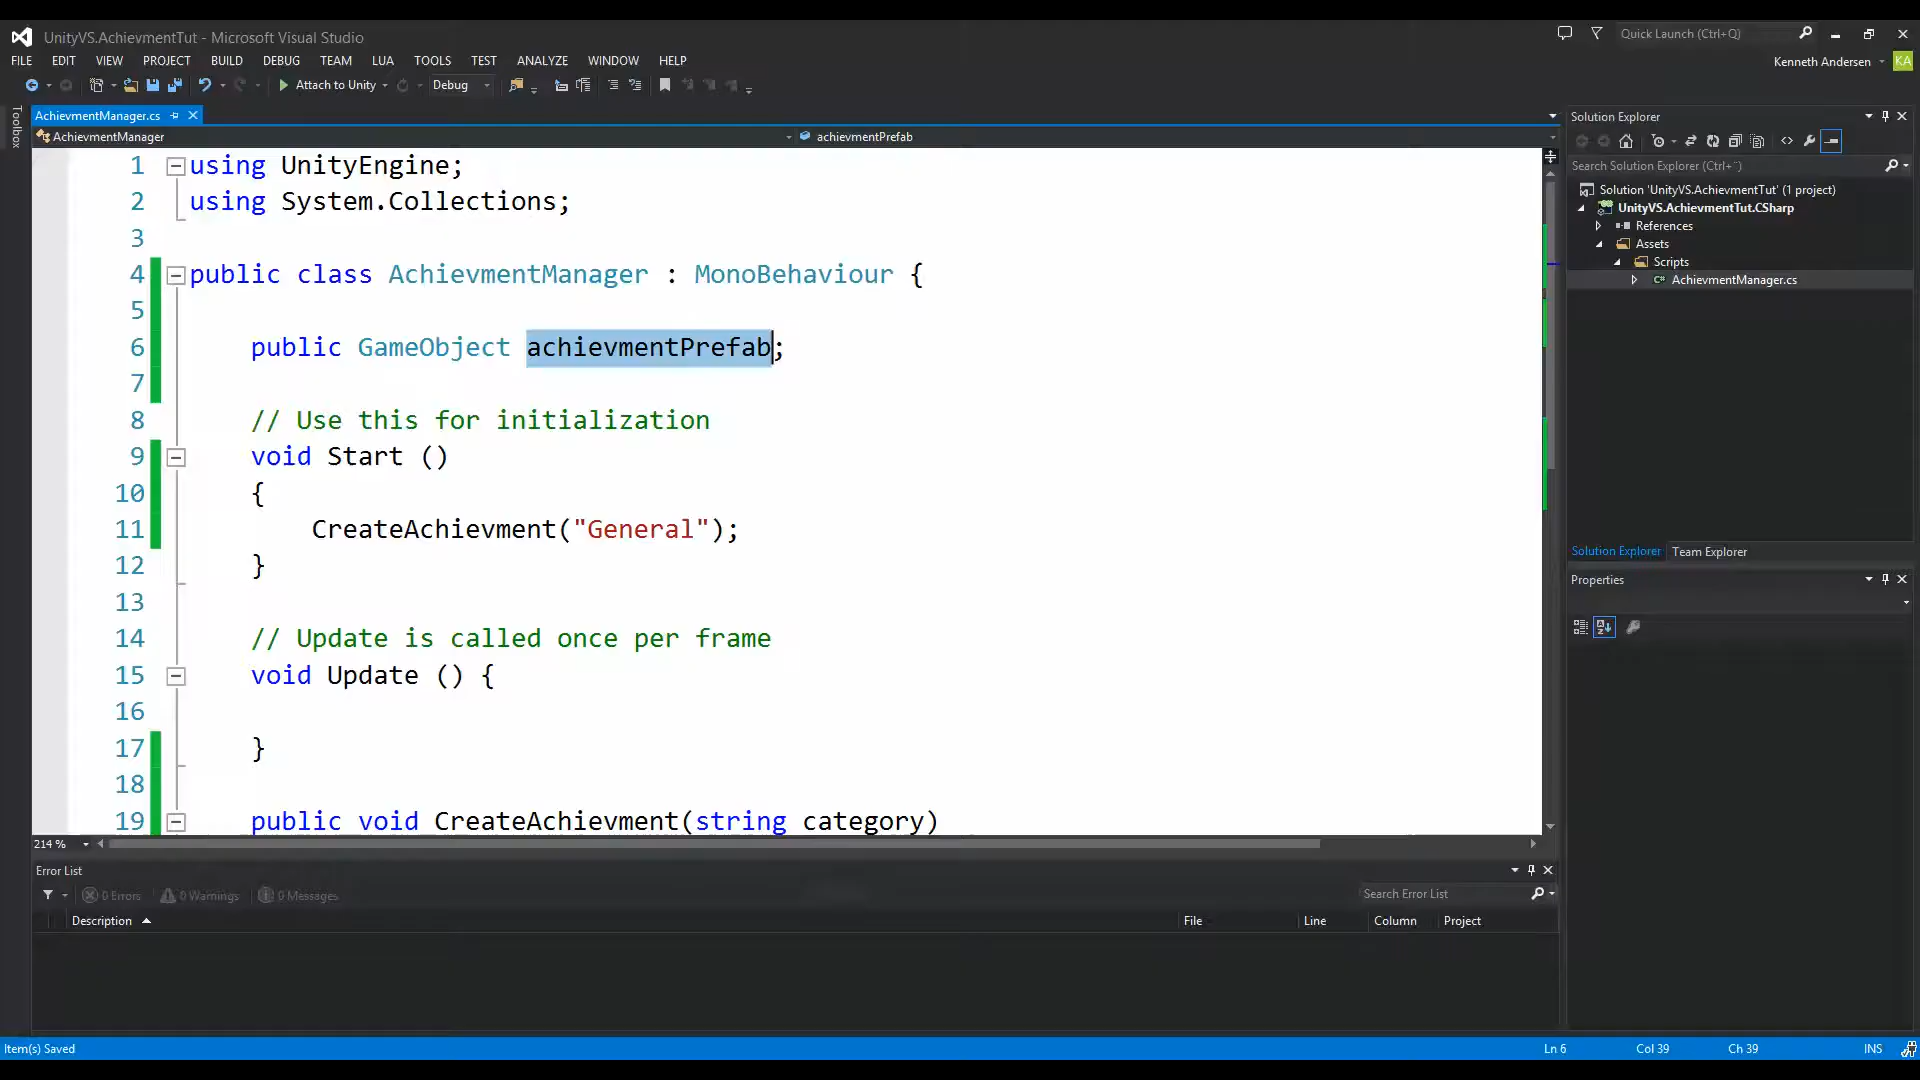 UnityVS.AchievmentTut - Microsoft Visual Studio
Quick Launch (Ctrl+Q)
FILE EDIT VIEW PROJECT BUILD DEBUG TEAM LUA TOOLS TEST ANALYZE WINDOW HELP
Kenneth Andersen KA
Attach to Unity Debug
Toolbox
AchievmentManager.cs
AchievmentManager achievmentPrefab
1 using UnityEngine;
2 using System.Collections;
3
4 public class AchievmentManager : MonoBehaviour {
5
6 public GameObject achievmentPrefab;
7
8 // Use this for initialization
9 void Start ()
10 {
11 CreateAchievment("General");
12 }
13
14 // Update is called once per frame
15 void Update () {
16
17 }
18
19 public void CreateAchievment(string category)
214 %
Solution Explorer
Search Solution Explorer (Ctrl+¨)
Solution 'UnityVS.AchievmentTut' (1 project)
UnityVS.AchievmentTut.CSharp
References
Assets
Scripts
C# AchievmentManager.cs
Solution Explorer Team Explorer
Properties
Error List
0 Errors 0 Warnings 0 Messages
Search Error List
Description File Line Column Project
Item(s) Saved
Ln 6 Col 39 Ch 39 INS